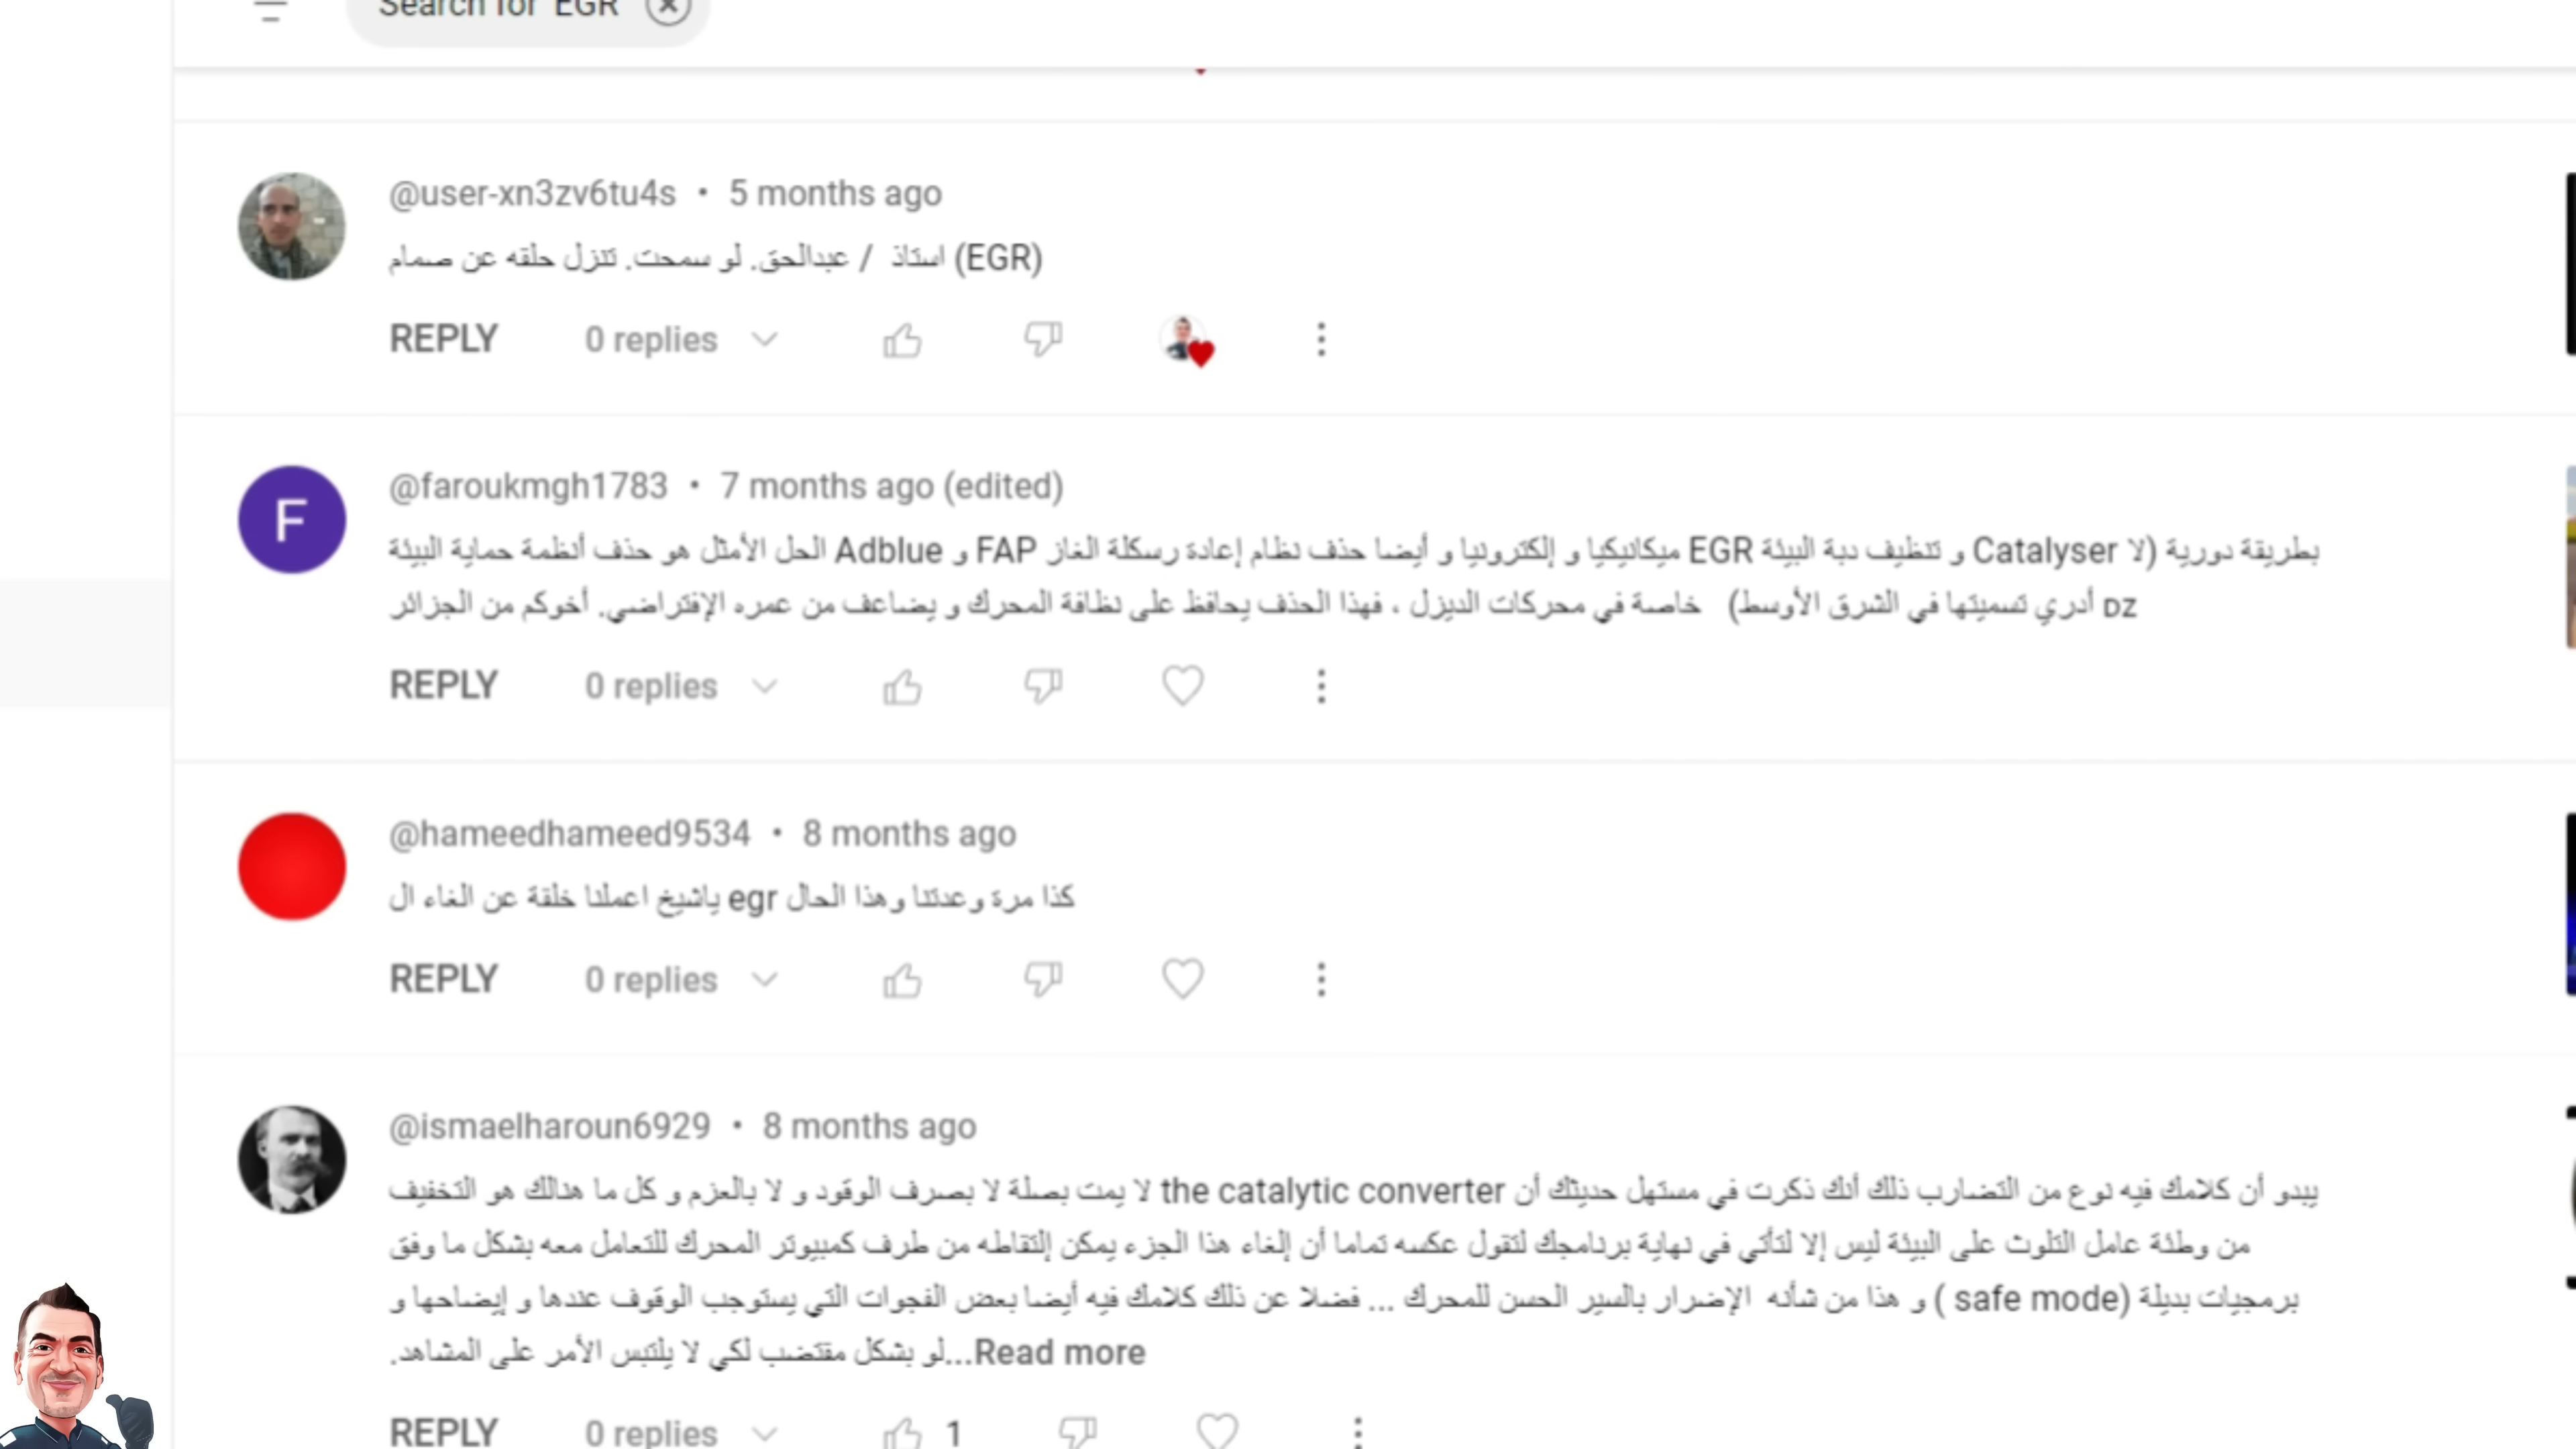 Search for EGR
@user-xn3zv6tu4s • 5 months ago
استاذ / عبدالحق. لو سمحت. تنزل حلقه عن صمام (EGR)
REPLY 0 replies
F
@faroukmgh1783 • 7 months ago (edited)
الحل الأمثل هو حذف أنظمة حماية البيئة Adblue و FAP ميكانيكيا و إلكترونيا و أيضا حذف نظام إعادة رسكلة الغاز EGR و تنظيف دبة البيئة Catalyser بطريقة دورية (لا
أدري تسميتها في الشرق الأوسط) خاصة في محركات الديزل ، فهذا الحذف يحافظ على نظافة المحرك و يضاعف من عمره الإفتراضي. أخوكم من الجزائر DZ
REPLY 0 replies
@hameedhameed9534 • 8 months ago
ياشيخ اعملنا خلقة عن الغاء ال egr كذا مرة وعدتنا وهذا الحال
REPLY 0 replies
@ismaelharoun6929 • 8 months ago
يبدو أن كلامك فيه نوع من التضارب ذلك أنك ذكرت في مستهل حديثك أن the catalytic converter لا يمت بصلة لا بصرف الوقود و لا بالعزم و كل ما هنالك هو التخفيف
من وطئة عامل التلوث على البيئة ليس إلا لتأتي في نهاية برنامجك لتقول عكسه تماما أن إلغاء هذا الجزء يمكن إلتقاطه من طرف كمبيوتر المحرك للتعامل معه بشكل ما وفق
برمجيات بديلة (safe mode ) و هذا من شأنه الإضرار بالسير الحسن للمحرك ... فضلا عن ذلك كلامك فيه أيضا بعض الفجوات التي يستوجب الوقوف عندها و إيضاحها و
لو بشكل مقتضب لكي لا يلتبس الأمر على المشاهد. ...Read more
REPLY 0 replies 1